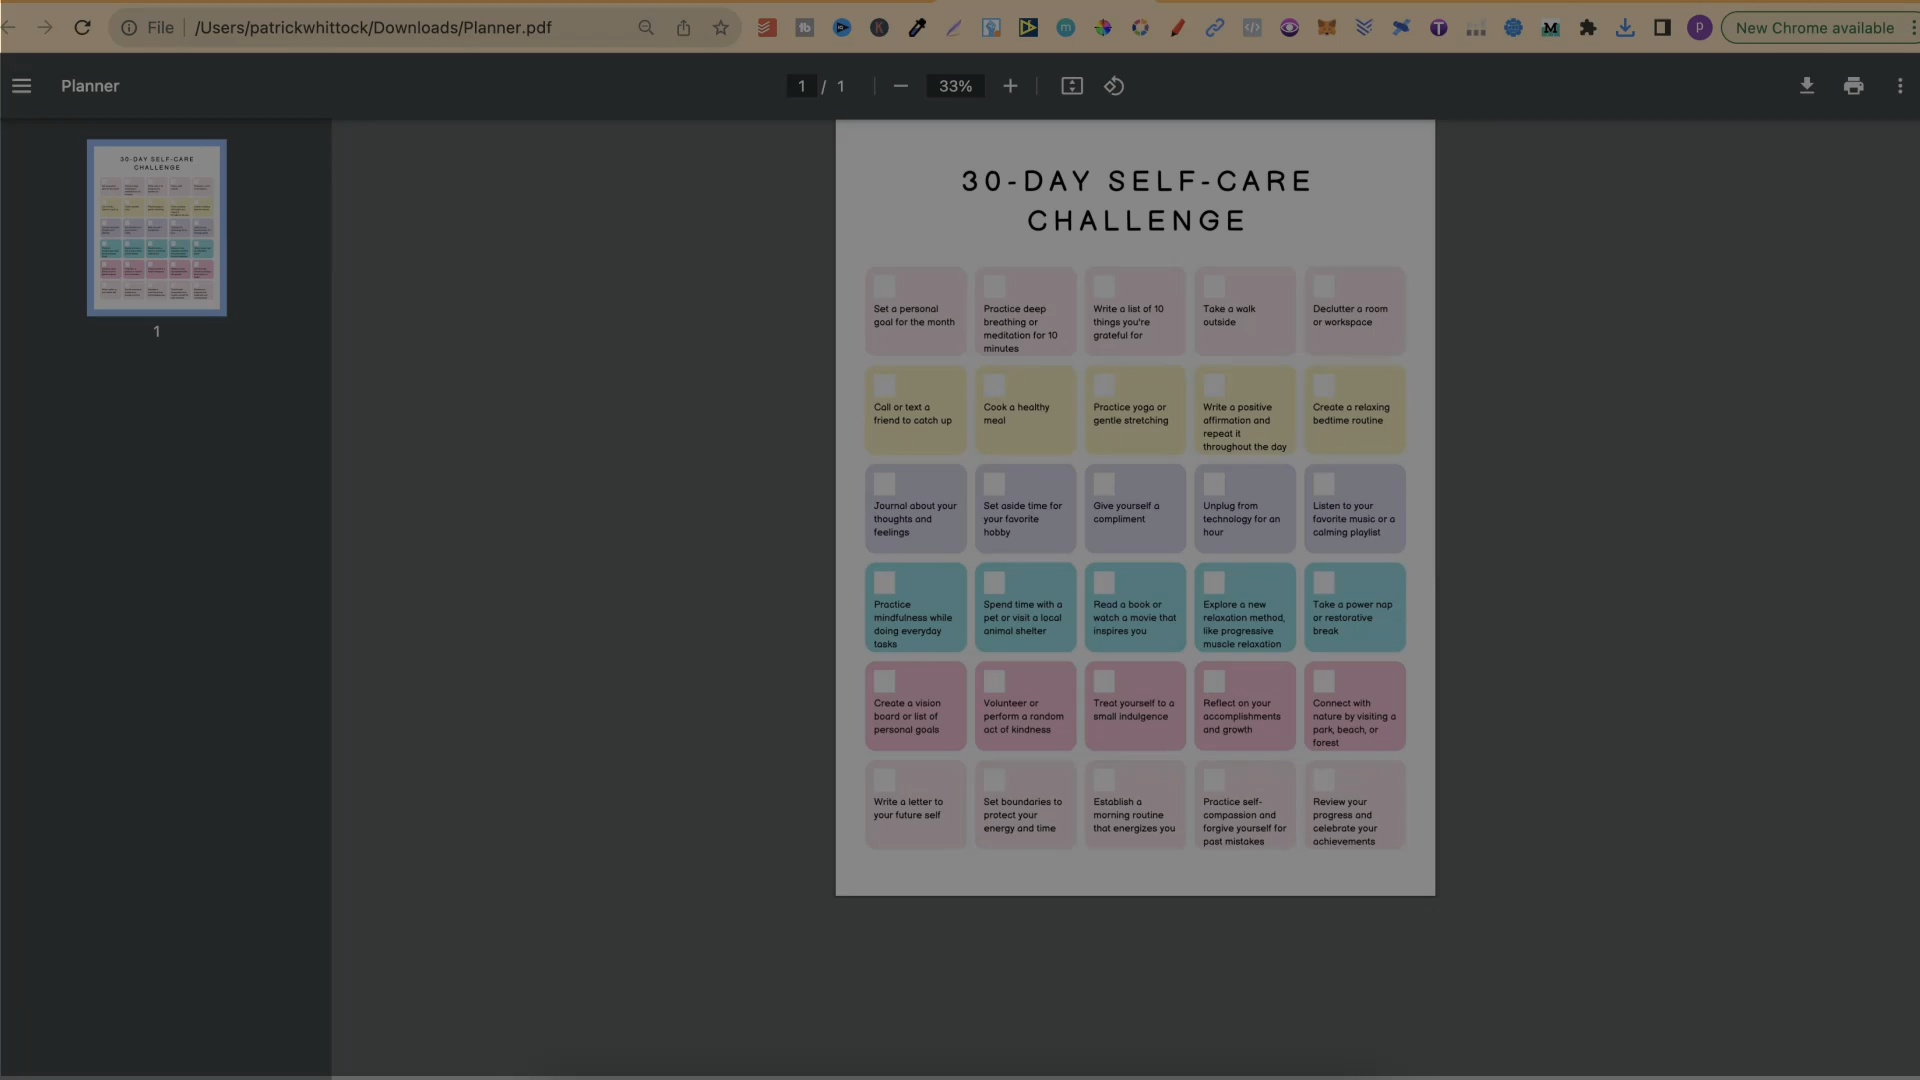 File
/Users/patrickwhittock/Downloads/Planner.pdf
New Chrome available
Planner
1 / 1
33%
1
30-DAY SELF-CARE
CHALLENGE
Set a personal
goal for the month
Practice deep
breathing or
meditation for 10
minutes
Write a list of 10
things you're
grateful for
Take a walk
outside
Declutter a room
or workspace
Call or text a
friend to catch up
Cook a healthy
meal
Practice yoga or
gentle stretching
Write a positive
affirmation and
repeat it
throughout the day
Create a relaxing
bedtime routine
Journal about your
thoughts and
feelings
Set aside time for
your favorite
hobby
Give yourself a
compliment
Unplug from
technology for an
hour
Listen to your
favorite music or a
calming playlist
Practice
mindfulness while
doing everyday
tasks
Spend time with a
pet or visit a local
animal shelter
Read a book or
watch a movie that
inspires you
Explore a new
relaxation method,
like progressive
muscle relaxation
Take a power nap
or restorative
break
Create a vision
board or list of
personal goals
Volunteer or
perform a random
act of kindness
Treat yourself to a
small indulgence
Reflect on your
accomplishments
and growth
Connect with
nature by visiting a
park, beach, or
forest
Write a letter to
your future self
Set boundaries to
protect your
energy and time
Establish a
morning routine
that energizes you
Practice self-
compassion and
forgive yourself for
past mistakes
Review your
progress and
celebrate your
achievements
30-DAY SELF-CARE
CHALLENGE